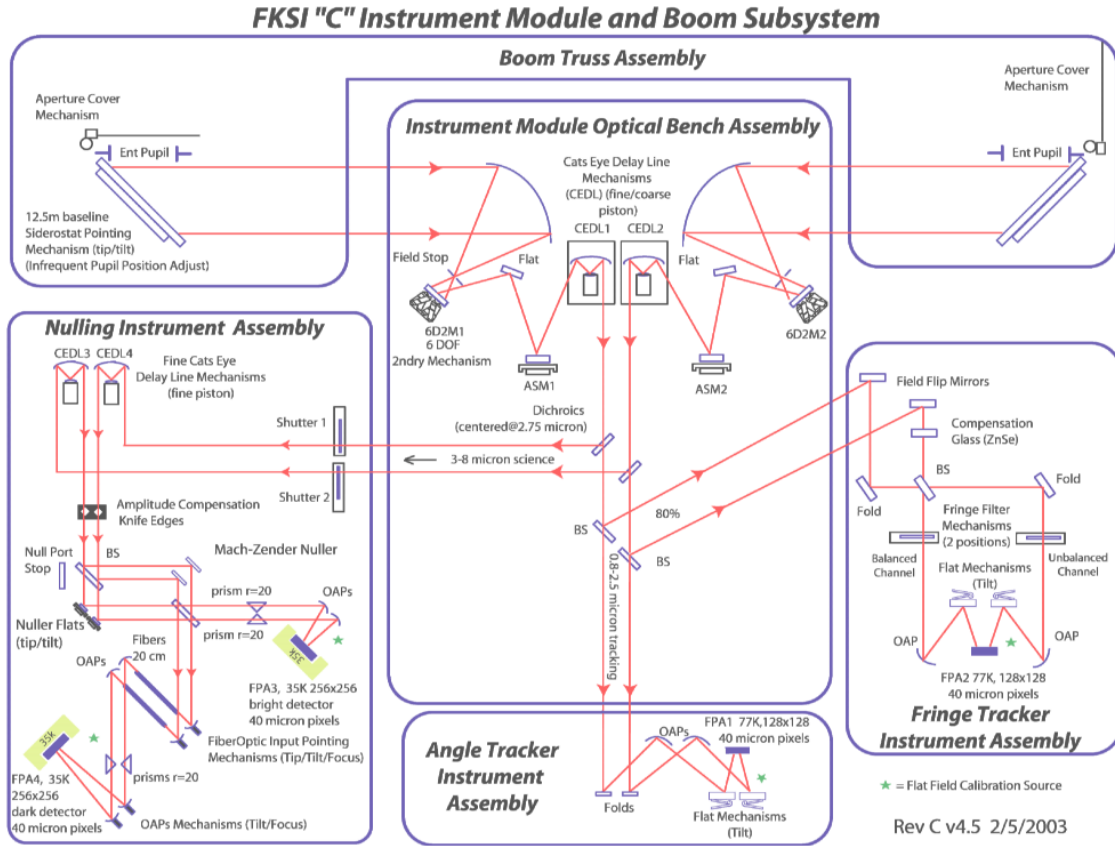 FKSI "C" Instrument Module and Boom Subsystem
Boom Truss Assembly
Aperture Cover
Mechanism
Ent Pupil
12.5m baseline
Siderostat Pointing
Mechanism (tip/tilt)
(Infrequent Pupil Position Adjust)
Aperture Cover
Mechanism
Ent Pupil
Instrument Module Optical Bench Assembly
Cats Eye Delay Line
Mechanisms
(CEDL) (fine/coarse
piston)
CEDL1
CEDL2
Field Stop
Flat
Flat
6D2M1
6 DOF
2ndry Mechanism
6D2M2
ASM1
ASM2
Dichroics
(centered@2.75 micron)
3-8 micron science
80%
BS
BS
0.8-2.5 micron tracking
Nulling Instrument Assembly
CEDL3
CEDL4
Fine Cats Eye
Delay Line Mechanisms
(fine piston)
Shutter 1
Shutter 2
Amplitude Compensation
Knife Edges
Mach-Zender Nuller
Null Port
Stop
BS
prism r=20
OAPs
Nuller Flats
(tip/tilt)
prism r=20
Fibers
20 cm
OAPs
35k
FPA3, 35K 256x256
bright detector
40 micron pixels
FiberOptic Input Pointing
Mechanisms (Tip/Tilt/Focus)
35k
FPA4, 35K
256x256
dark detector
40 micron pixels
prisms r=20
OAPs Mechanisms (Tilt/Focus)
Angle Tracker
Instrument
Assembly
FPA1 77K,128x128
40 micron pixels
OAPs
Folds
Flat Mechanisms
(Tilt)
Field Flip Mirrors
Compensation
Glass (ZnSe)
BS
Fold
Fold
Fringe Filter
Mechanisms
(2 positions)
Balanced
Channel
Unbalanced
Channel
Flat Mechanisms
(Tilt)
OAP
OAP
FPA2 77K, 128x128
40 micron pixels
Fringe Tracker
Instrument Assembly
★ = Flat Field Calibration Source
Rev C v4.5 2/5/2003